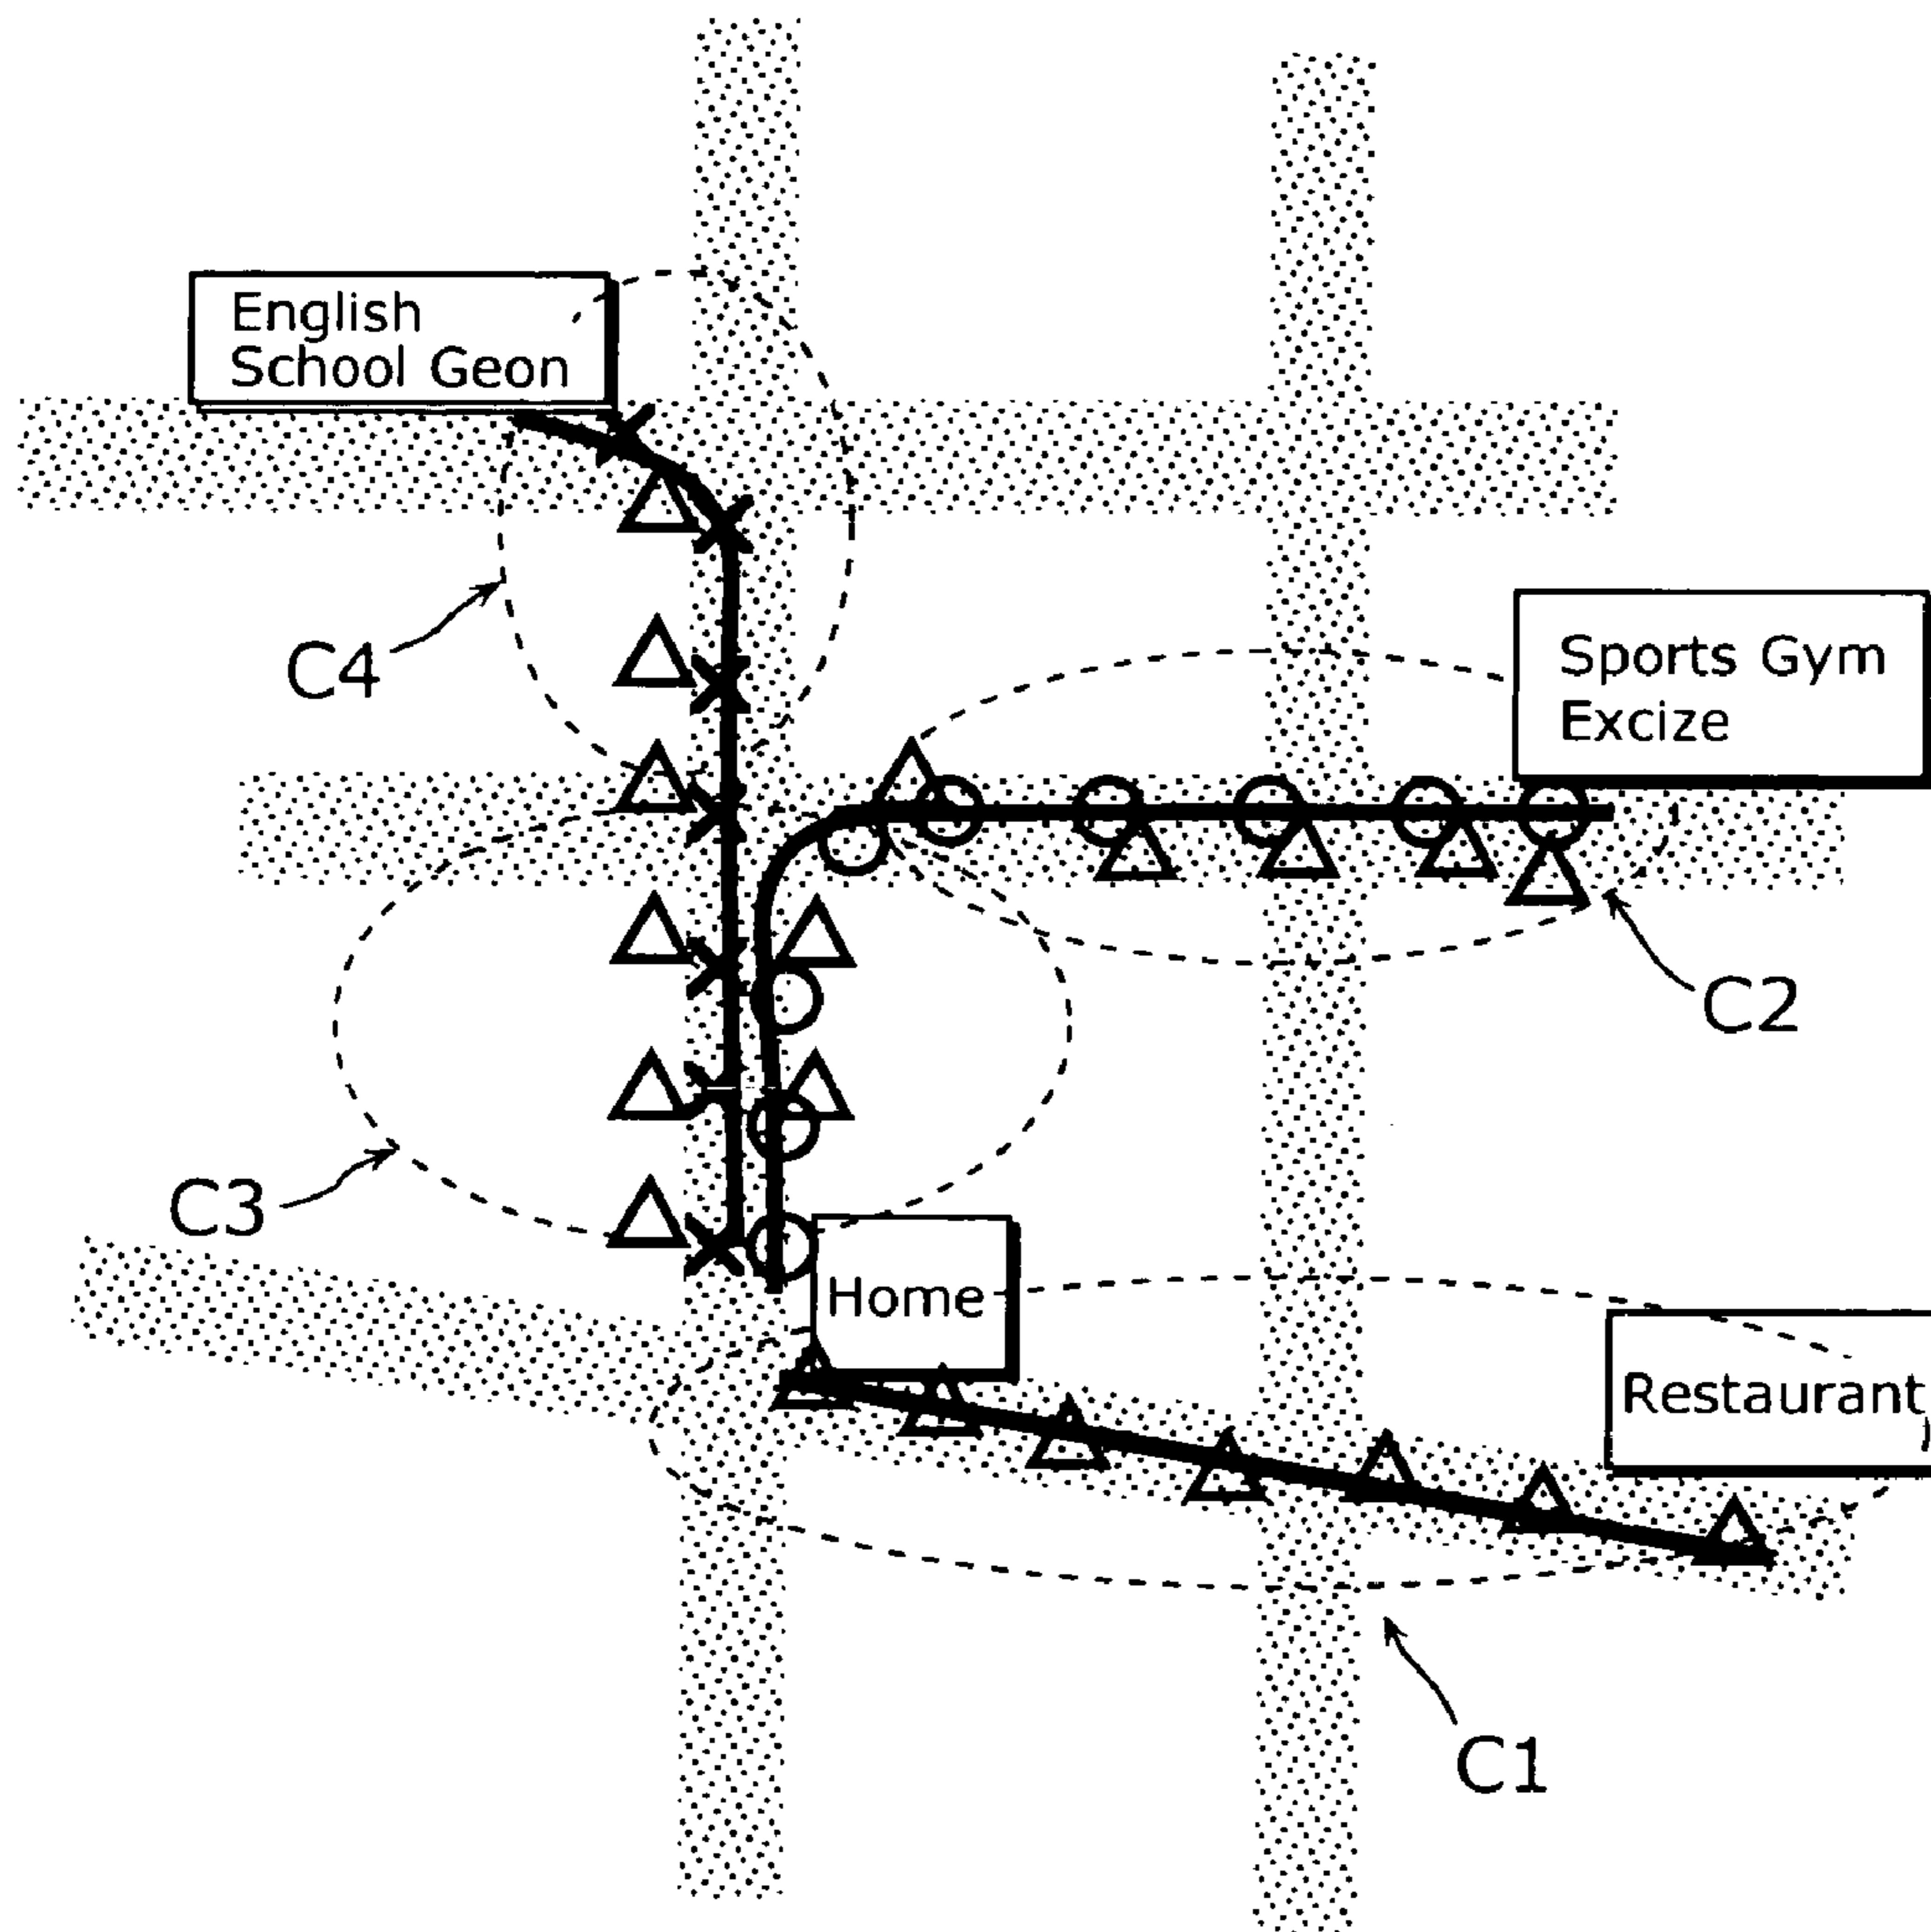 English
School Geon
C4
Sports Gym
Excize
C2
C3
Home
Restaurant
C1